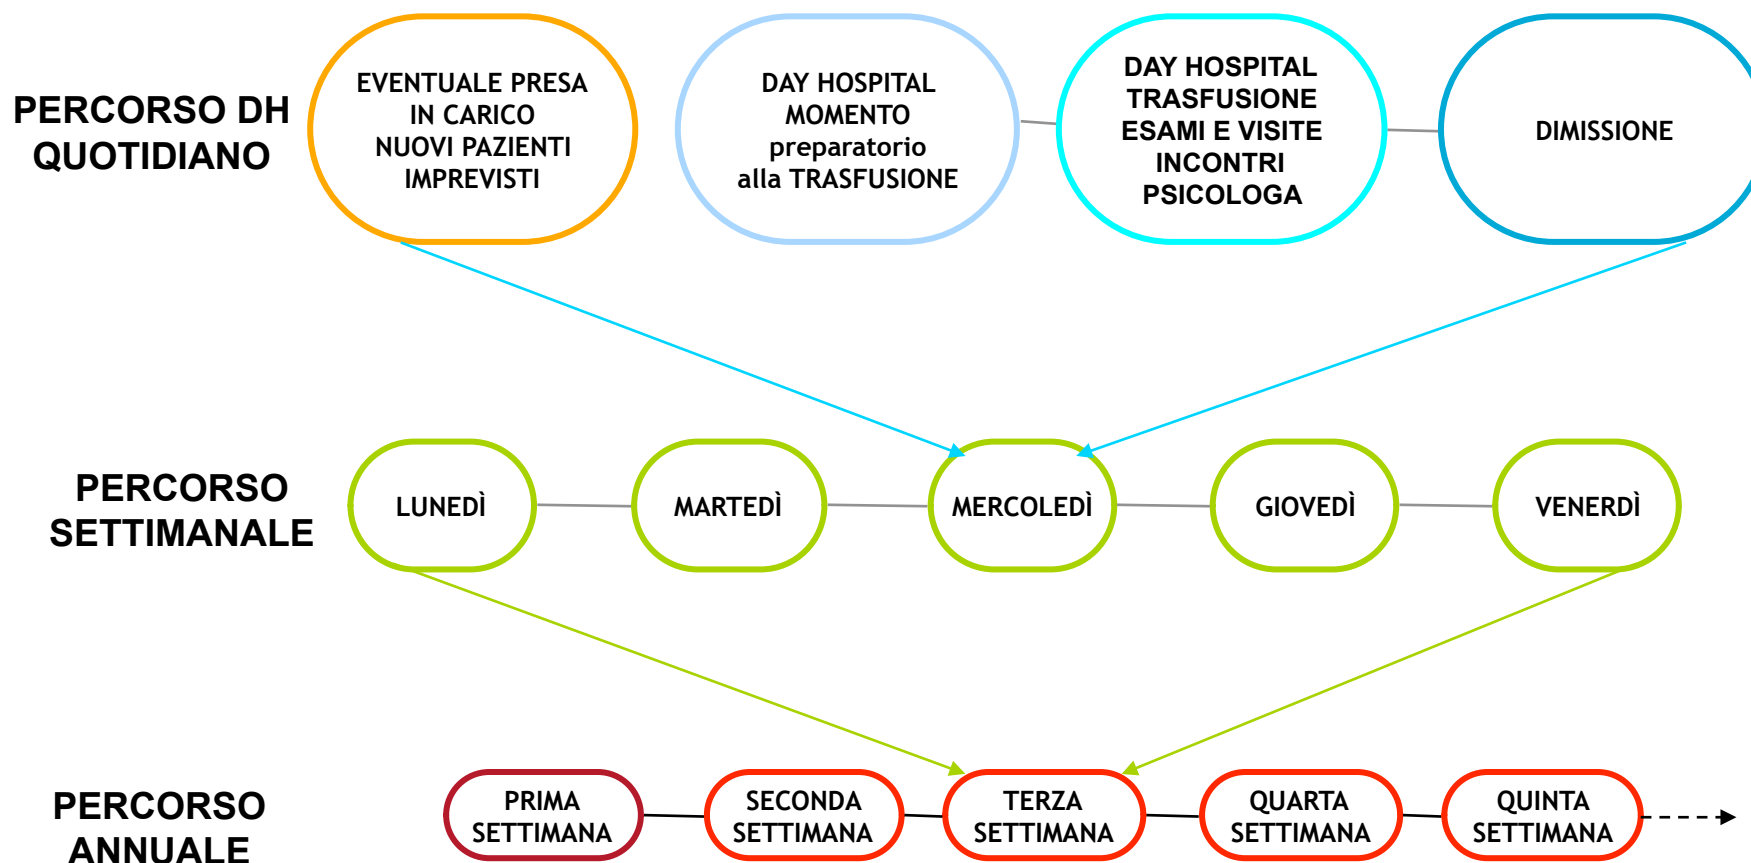 PERCORSO DH
QUOTIDIANO
EVENTUALE PRESA
IN CARICO
NUOVI PAZIENTI
IMPREVISTI
DAY HOSPITAL
MOMENTO
preparatorio
alla TRASFUSIONE
DAY HOSPITAL
TRASFUSIONE
ESAMI E VISITE
INCONTRI
PSICOLOGA
DIMISSIONE
PERCORSO
SETTIMANALE
LUNEDÌ
MARTEDÌ
MERCOLEDÌ
GIOVEDÌ
VENERDÌ
PERCORSO
ANNUALE
PRIMA
SETTIMANA
SECONDA
SETTIMANA
TERZA
SETTIMANA
QUARTA
SETTIMANA
QUINTA
SETTIMANA